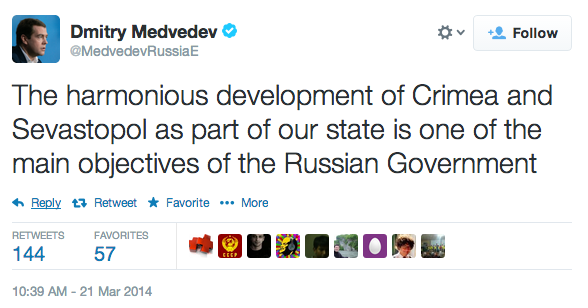 Dmitry Medvedev
@MedvedevRussiaE
Follow
The harmonious development of Crimea and
Sevastopol as part of our state is one of the
main objectives of the Russian Government
Reply Retweet Favorite More
RETWEETS FAVORITES
144 57
CCCP
10:39 AM - 21 Mar 2014